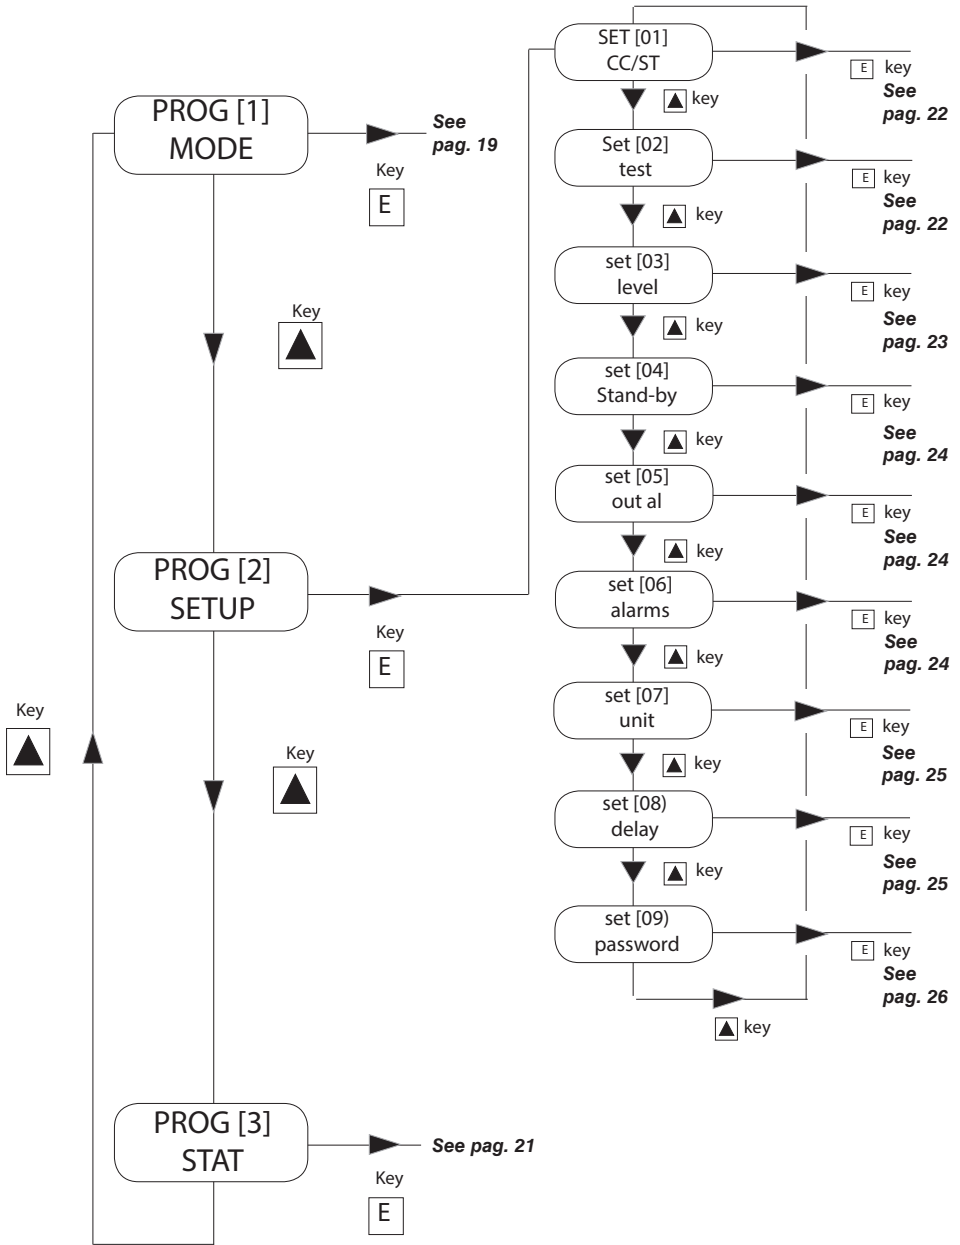 PROG [1]
MODE
See
pag. 19
Key
E
Key
PROG [2]
SETUP
Key
E
Key
Key
PROG [3]
STAT
See pag. 21
Key
E
SET [01]
CC/ST
E key
See
pag. 22
key
Set [02]
test
E key
See
pag. 22
key
set [03]
level
E key
See
pag. 23
key
set [04]
Stand-by
E key
See
pag. 24
key
set [05]
out al
E key
See
pag. 24
key
set [06]
alarms
E key
See
pag. 24
key
set [07]
unit
E key
See
pag. 25
key
set [08)
delay
E key
See
pag. 25
key
set [09)
password
E key
See
pag. 26
key